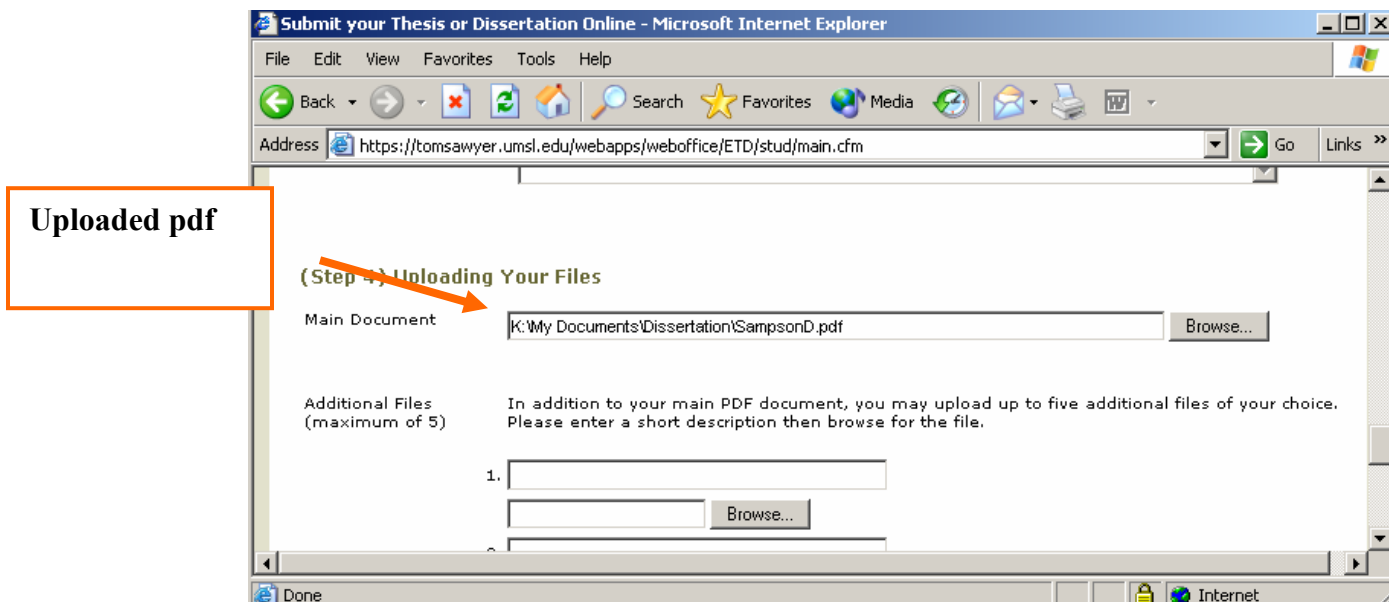 Submit your Thesis or Dissertation Online - Microsoft Internet Explorer
File Edit View Favorites Tools Help
Back Search Favorites Media
Address https://tomsawyer.umsl.edu/webapps/weboffice/ETD/stud/main.cfm Go Links »
Uploaded pdf
(Step 4) Uploading Your Files
Main Document K:\My Documents\Dissertation\SampsonD.pdf Browse...
Additional Files In addition to your main PDF document, you may upload up to five additional files of your choice.
(maximum of 5) Please enter a short description then browse for the file.
1.
Browse...
Done Internet